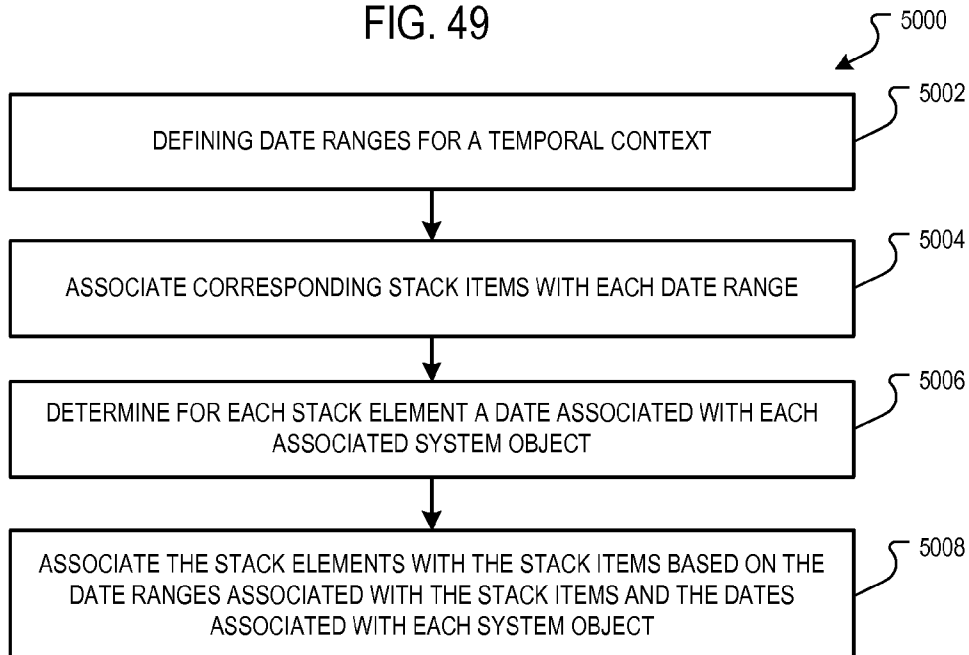 FIG. 49
5000
5002
DEFINING DATE RANGES FOR A TEMPORAL CONTEXT
5004
ASSOCIATE CORRESPONDING STACK ITEMS WITH EACH DATE RANGE
5006
DETERMINE FOR EACH STACK ELEMENT A DATE ASSOCIATED WITH EACH
ASSOCIATED SYSTEM OBJECT
5008
ASSOCIATE THE STACK ELEMENTS WITH THE STACK ITEMS BASED ON THE
DATE RANGES ASSOCIATED WITH THE STACK ITEMS AND THE DATES
ASSOCIATED WITH EACH SYSTEM OBJECT